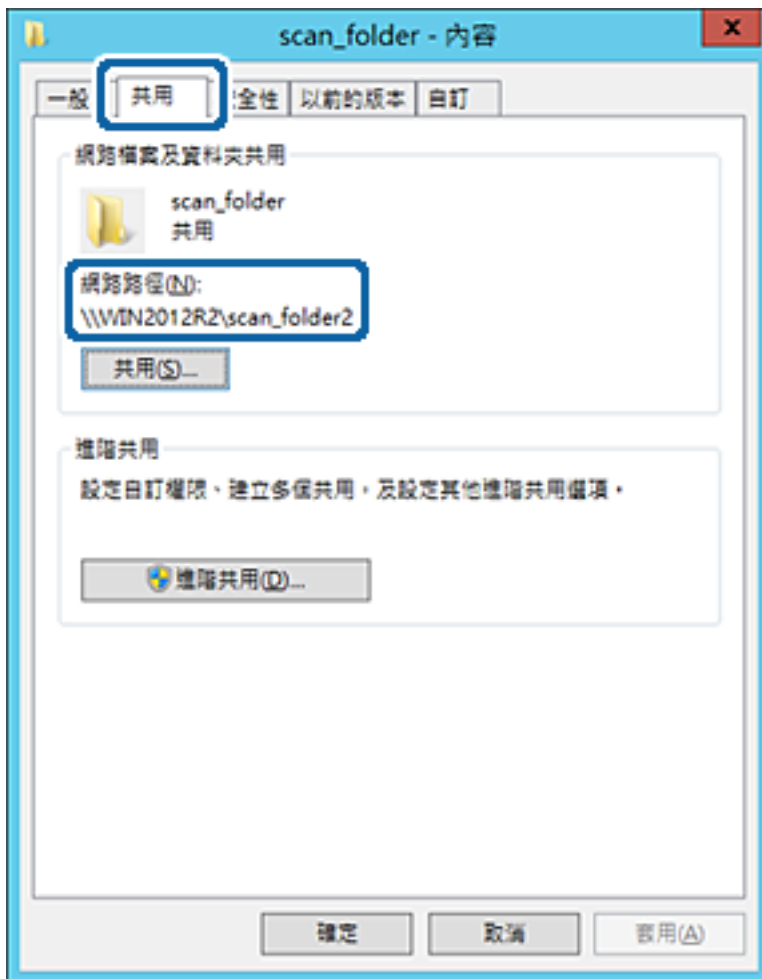 scan_folder - 內容
x
一般 共用 全性 以前的版本 自訂
網路檔案及資料夾共用
scan_folder
共用
網路路徑(N):
\\WIN2012R2\scan_folder2
共用(S)...
進階共用
設定自訂權限、建立多個共用，及設定其他進階共用選項。
進階共用(D)...
確定 取消 套用(A)